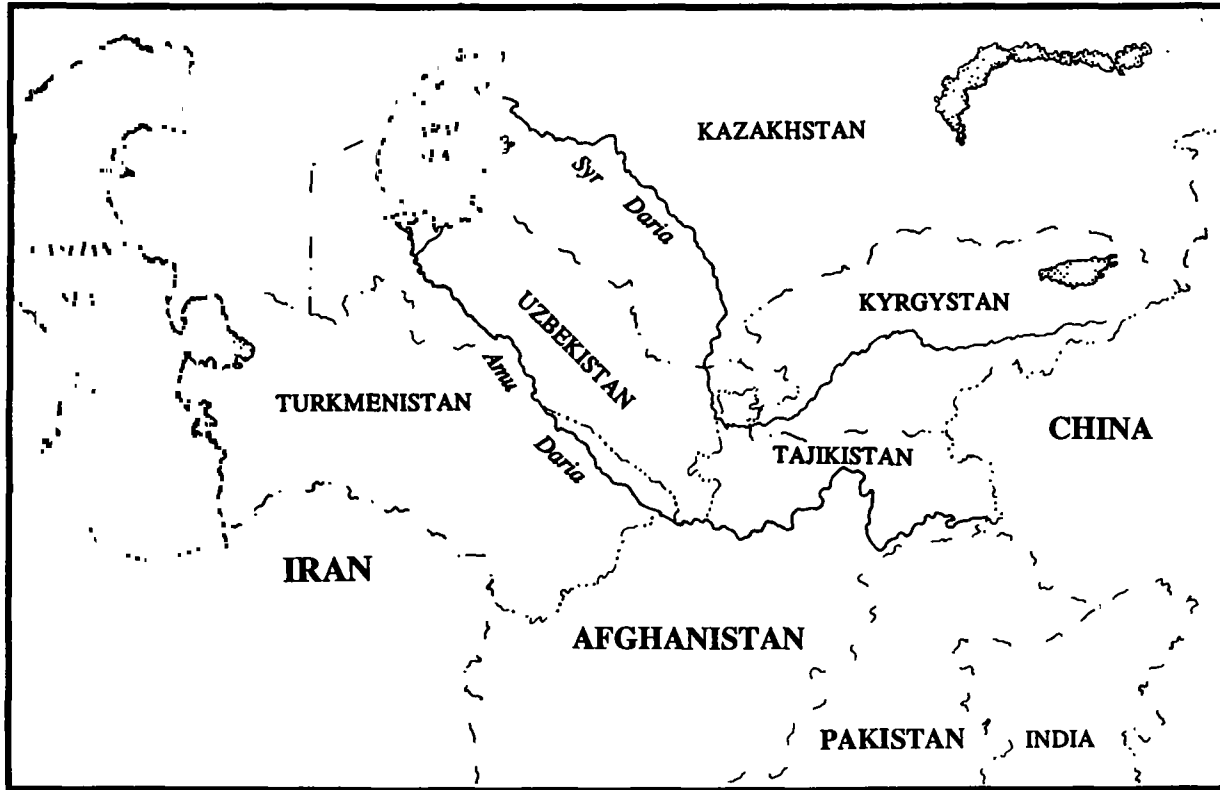 KAZAKHSTAN
Syr
Daria
KYRGYSTAN
UZBEKISTAN
Amu
Daria
TURKMENISTAN
CHINA
TAJIKISTAN
IRAN
AFGHANISTAN
PAKISTAN
INDIA